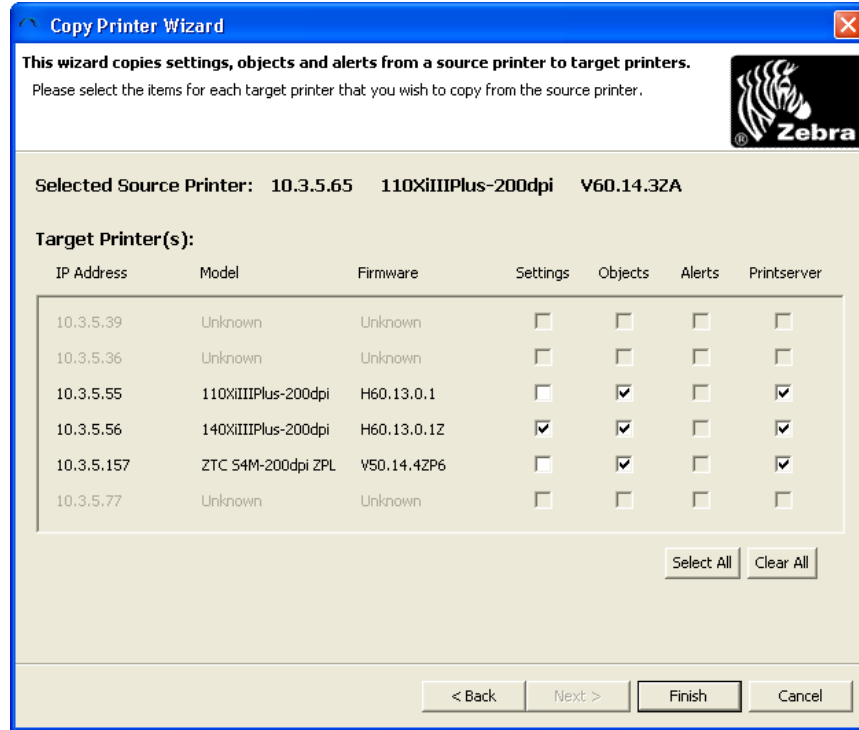 Copy Printer Wizard
This wizard copies settings, objects and alerts from a source printer to target printers.
Please select the items for each target printer that you wish to copy from the source printer.
® Zebra
Selected Source Printer: 10.3.5.65 110XiIIIPlus-200dpi V60.14.3ZA
Target Printer(s):
IP Address Model Firmware Settings Objects Alerts Printserver
10.3.5.39 Unknown Unknown
10.3.5.36 Unknown Unknown
10.3.5.55 110XiIIIPlus-200dpi H60.13.0.1
10.3.5.56 140XiIIIPlus-200dpi H60.13.0.1Z
10.3.5.157 ZTC S4M-200dpi ZPL V50.14.4ZP6
10.3.5.77 Unknown Unknown
Select All Clear All
< Back Next > Finish Cancel